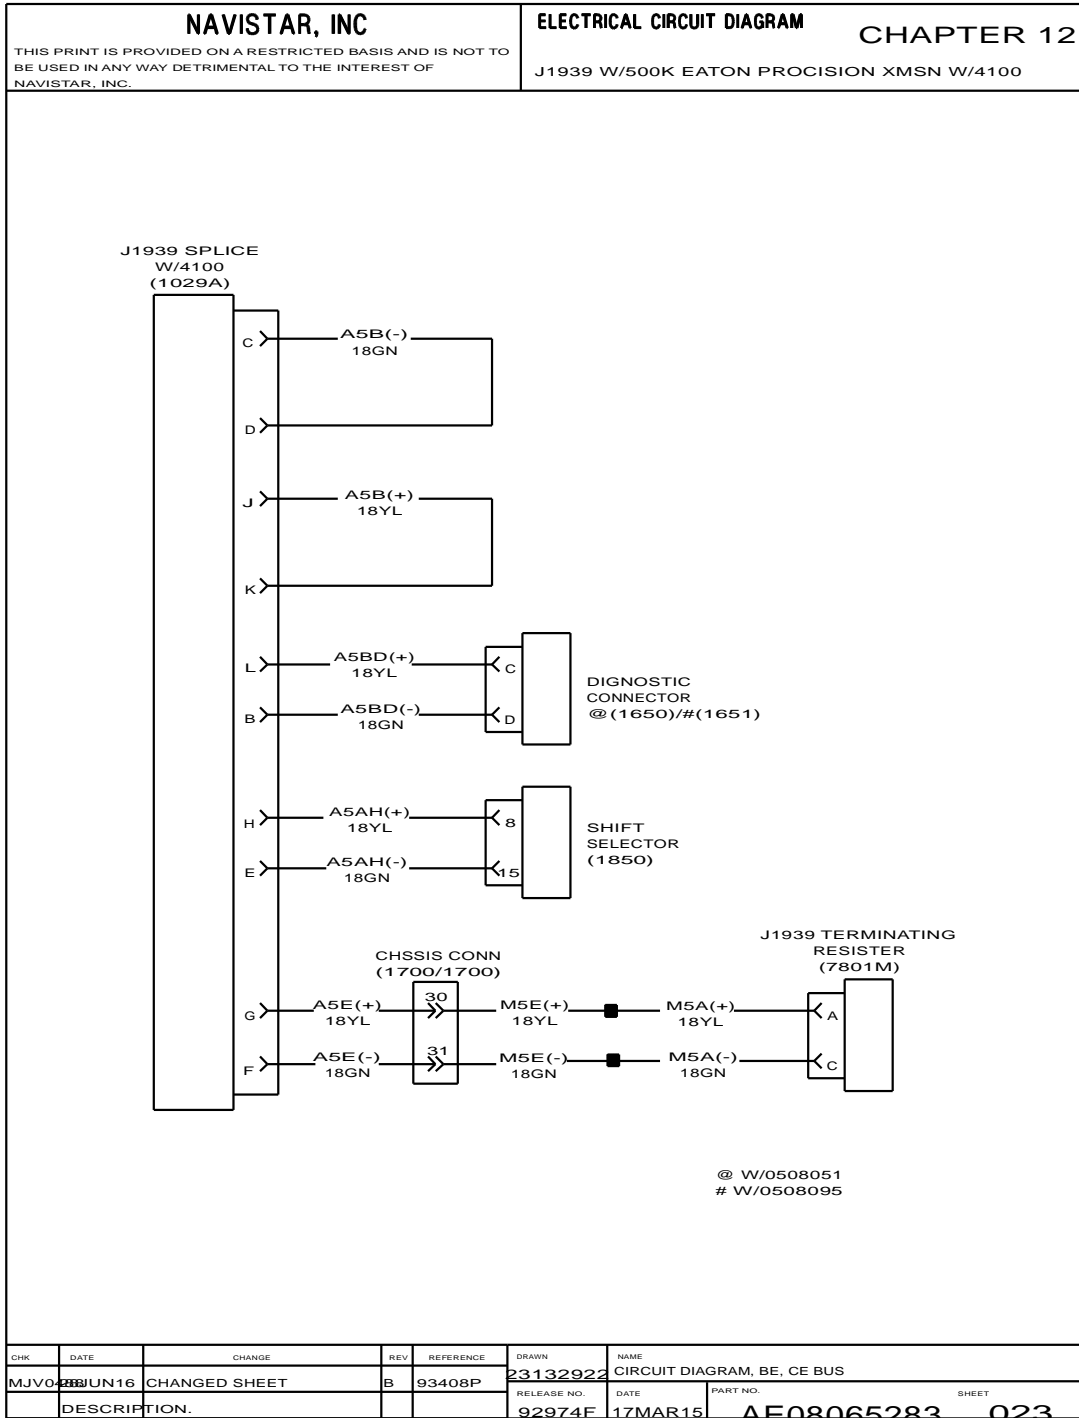 NAVISTAR, INC
THIS PRINT IS PROVIDED ON A RESTRICTED BASIS AND IS NOT TO
BE USED IN ANY WAY DETRIMENTAL TO THE INTEREST OF
NAVISTAR, INC.
ELECTRICAL CIRCUIT DIAGRAM
CHAPTER 12
J1939 W/500K EATON PROCISION XMSN W/4100
J1939 SPLICE
W/4100
(1029A)
C
A5B(-)
18GN
D
J
A5B(+)
18YL
K
L
A5BD(+)
18YL
C
B
A5BD(-)
18GN
D
DIGNOSTIC
CONNECTOR
@(1650)/#(1651)
H
A5AH(+)
18YL
8
E
A5AH(-)
18GN
15
SHIFT
SELECTOR
(1850)
CHSSIS CONN
(1700/1700)
J1939 TERMINATING
RESISTER
(7801M)
G
A5E(+)
18YL
30
M5E(+)
18YL
M5A(+)
18YL
A
F
A5E(-)
18GN
31
M5E(-)
18GN
M5A(-)
18GN
C
@ W/0508051
# W/0508095
CHK DATE CHANGE REV REFERENCE DRAWN NAME
JUN16 CHANGED SHEET B 93408P 23132922 CIRCUIT DIAGRAM, BE, CE BUS
DESCRIPTION.
RELEASE NO. DATE PART NO. SHEET
92974F 17MAR15 AE08065283 023